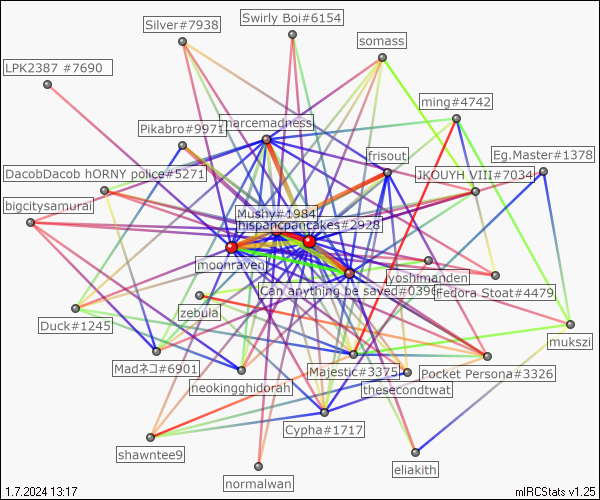 Swirly Boi#6154
Silver#7938
somass
LPK2387 #7690
ming#4742
marcemadness
Pikabro#9971
frisout
Eg.Master#1378
DacobDacob hORNY police#5271
JKOUYH VIII#7034
bigcitysamurai
Mushy#1984
hispancpancakes#2928
moonraven
yoshimanden
Can anything be saved#0396
Fedora Stoat#4479
zebula
Duck#1245
mukszi
Madネコ#6901
Majestic#3375
Pocket Persona#3326
neokingghidorah
thesecondtwat
Cypha#1717
shawntee9
eliakith
normalwan
1.7.2024 13:17
mIRCStats v1.25